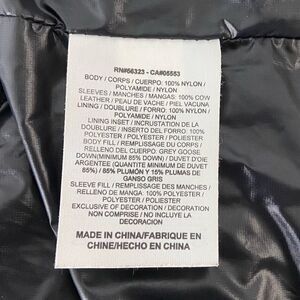 RN#56323 - CA#05553
BODY / CORPS / CUERPO: 100% NYLON /
POLYAMIDE / NYLON
SLEEVES / MANCHES / MANGAS: 100% COW
LEATHER / PEAU DE VACHE / PIEL VACUNA
LINING / DOUBLURE / FORRO: 100% NYLON /
POLYAMIDE / NYLON
LINING INSET / INCRUSTATION DE LA
DOUBLURE / INSERTO DEL FORRO: 100%
POLYESTER / POLYESTER / POLIESTER
BODY FILL / REMPLISSAGE DU CORPS /
RELLENO DEL CUERPO: GREY GOOSE
DOWN(MINIMUM 85% DOWN) / DUVET D'OIE
ARGENTEE (QUANTITE MINIMUM DE DUVET
85%) / 85% PLUMÓN Y 15% PLUMAS DE
GANSO GRIS
SLEEVE FILL / REMPLISSAGE DES MANCHES /
RELLENO DE MANGA: 100% POLYESTER /
POLYESTER / POLIESTER
EXCLUSIVE OF DECORATION / DECORATION
NON COMPRISE / NO INCLUYE LA
DECORACION
MADE IN CHINA/FABRIQUE EN
CHINE/HECHO EN CHINA